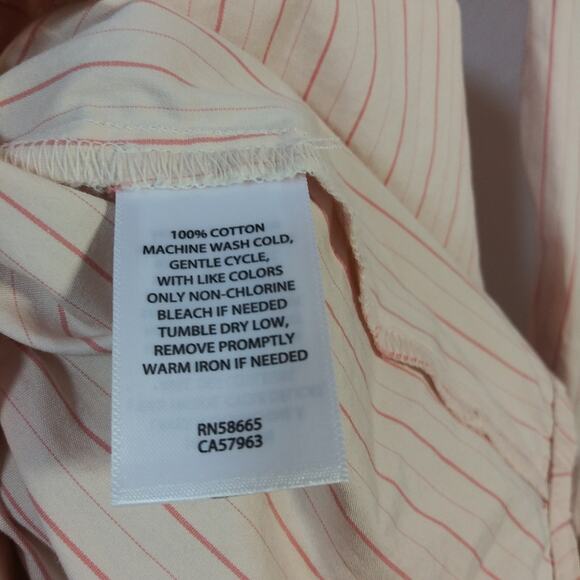 100% COTTON
MACHINE WASH COLD,
GENTLE CYCLE,
WITH LIKE COLORS
ONLY NON-CHLORINE
BLEACH IF NEEDED
TUMBLE DRY LOW,
REMOVE PROMPTLY
WARM IRON IF NEEDED
RN58665
CA57963